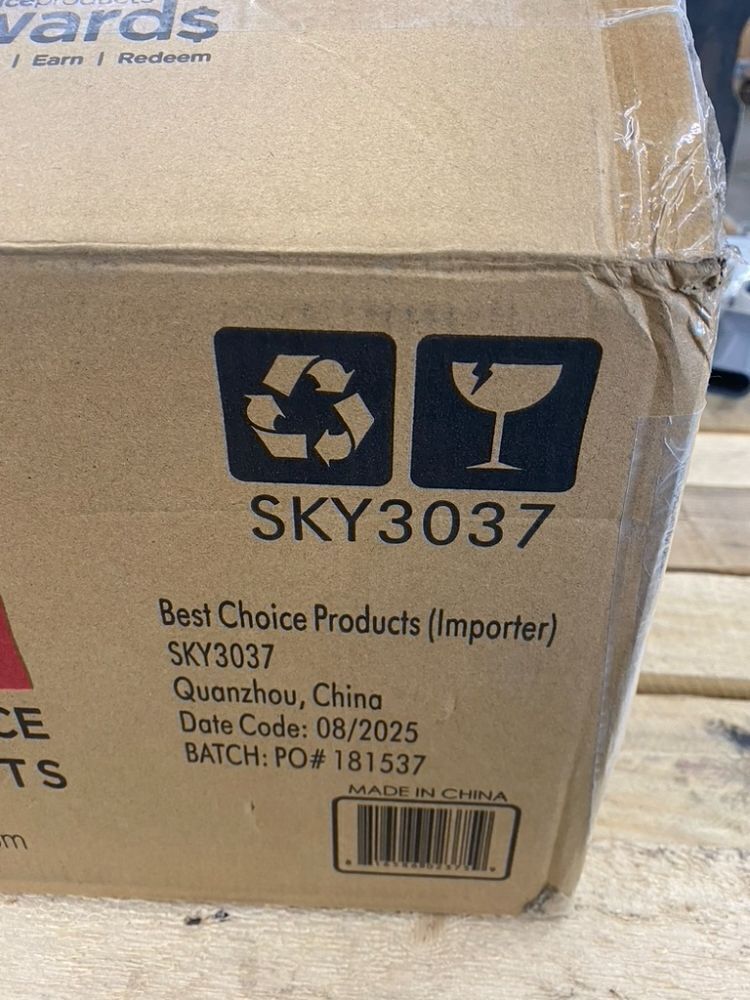 ward$
| Earn | Redeem
SKY3037
Best Choice Products (Importer)
SKY3037
Quanzhou, China
Date Code: 08/2025
BATCH: PO# 181537
CE
TS
MADE IN CHINA